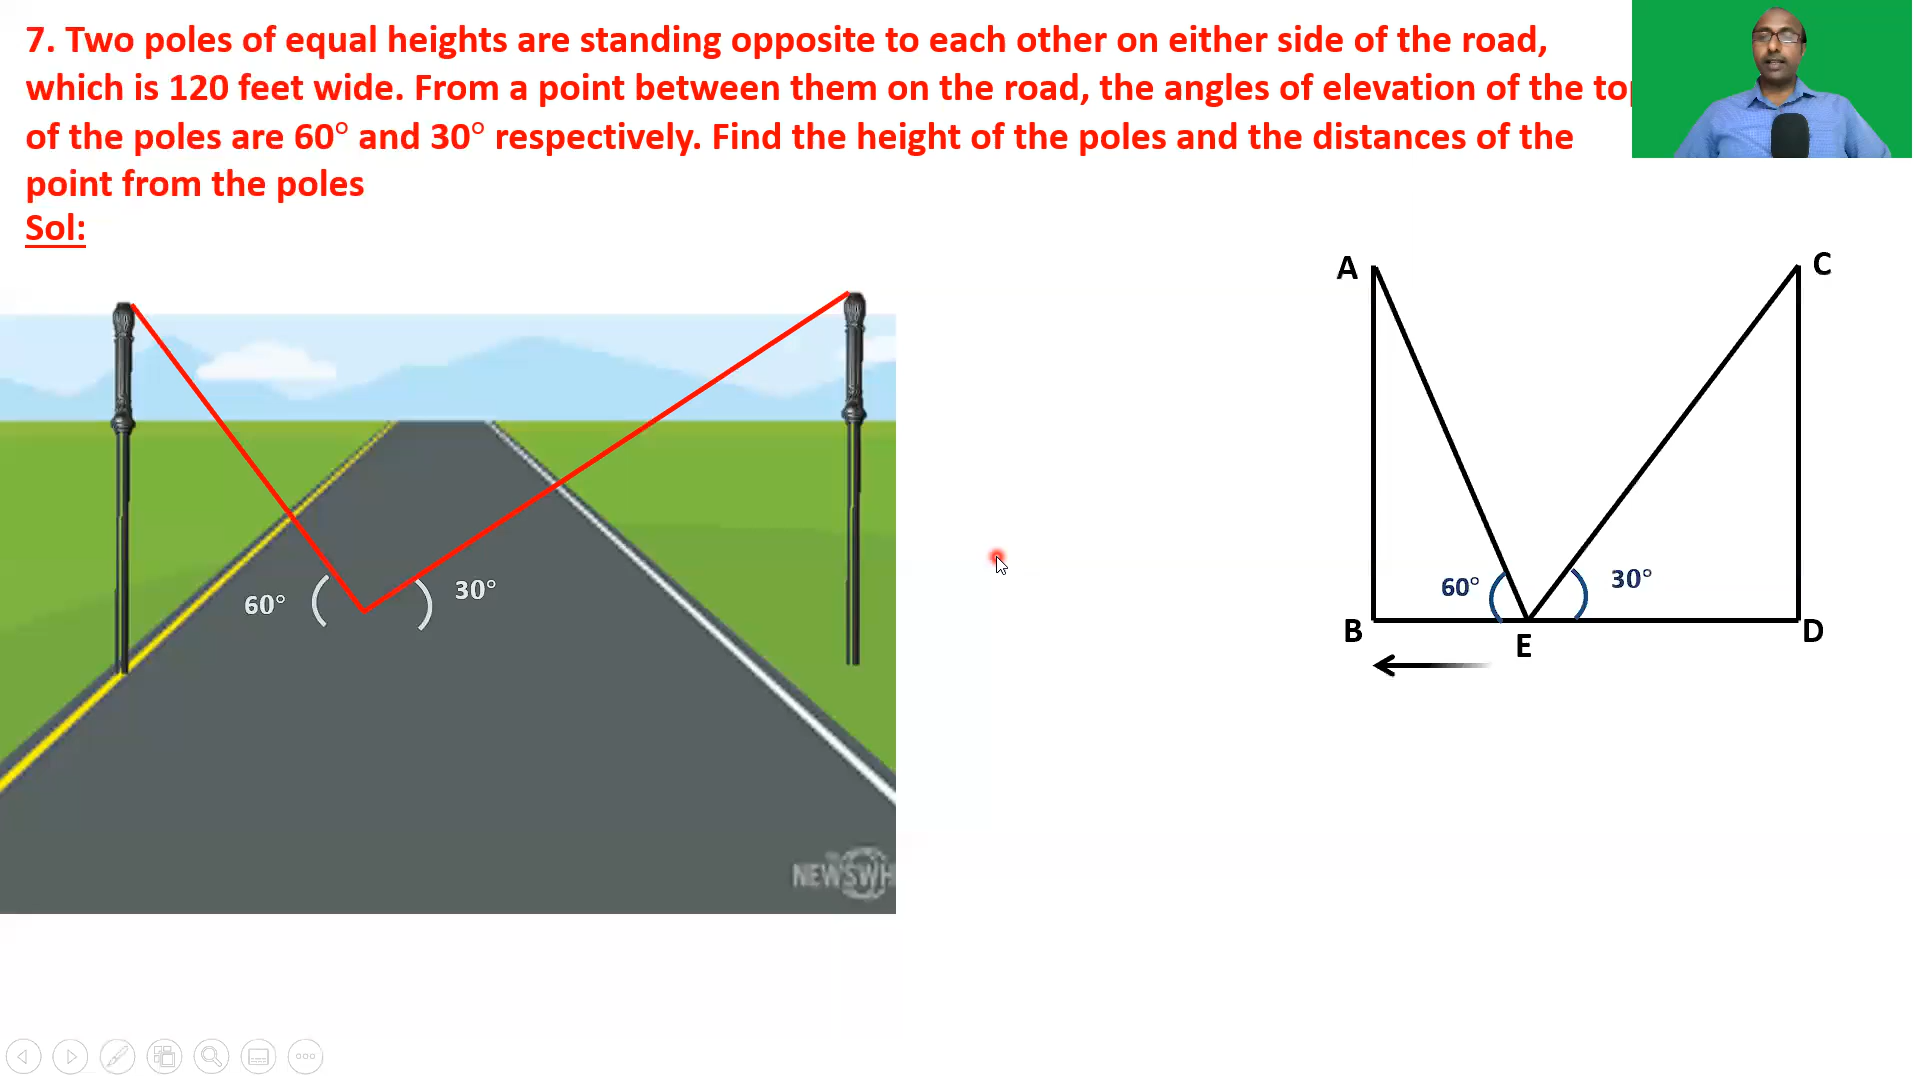 7. Two poles of equal heights are standing opposite to each other on either side of the road,
which is 120 feet wide. From a point between them on the road, the angles of elevation of the top
of the poles are 60° and 30° respectively. Find the height of the poles and the distances of the
point from the poles
Sol:
60°
30°
NEWSWH
A
C
60°
30°
B
E
D